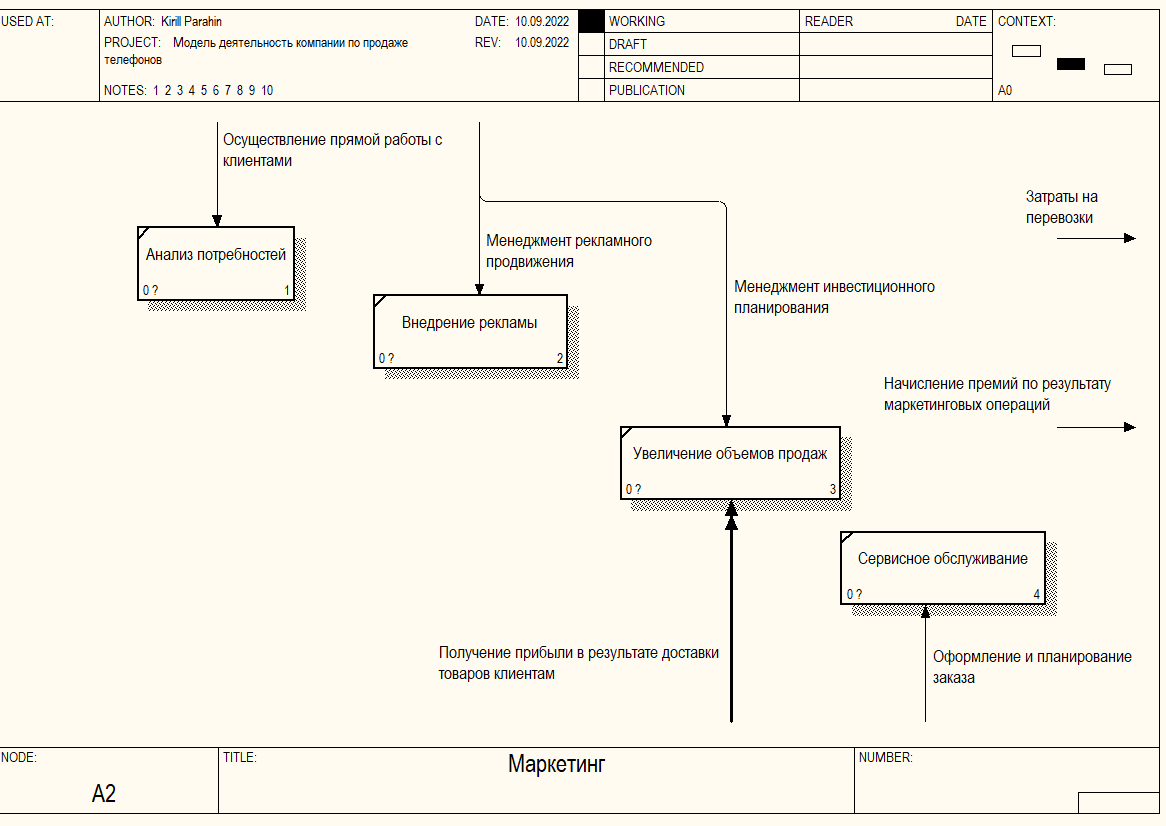 USED AT:
AUTHOR: Kirill Parahin
DATE: 10.09.2022
PROJECT: Модель деятельность компании по продаже
телефонов
REV: 10.09.2022
NOTES: 1 2 3 4 5 6 7 8 9 10
WORKING
DRAFT
RECOMMENDED
PUBLICATION
READER
DATE
CONTEXT:
A0
Осуществление прямой работы с
клиентами
Затраты на
перевозки
Анализ потребностей
0 ?
1
Менеджмент рекламного
продвижения
Менеджмент инвестиционного
планирования
Внедрение рекламы
0 ?
2
Начисление премий по результату
маркетинговых операций
Увеличение объемов продаж
0 ?
3
Сервисное обслуживание
0 ?
4
Получение прибыли в результате доставки
товаров клиентам
Оформление и планирование
заказа
NODE:
A2
TITLE:
Маркетинг
NUMBER: